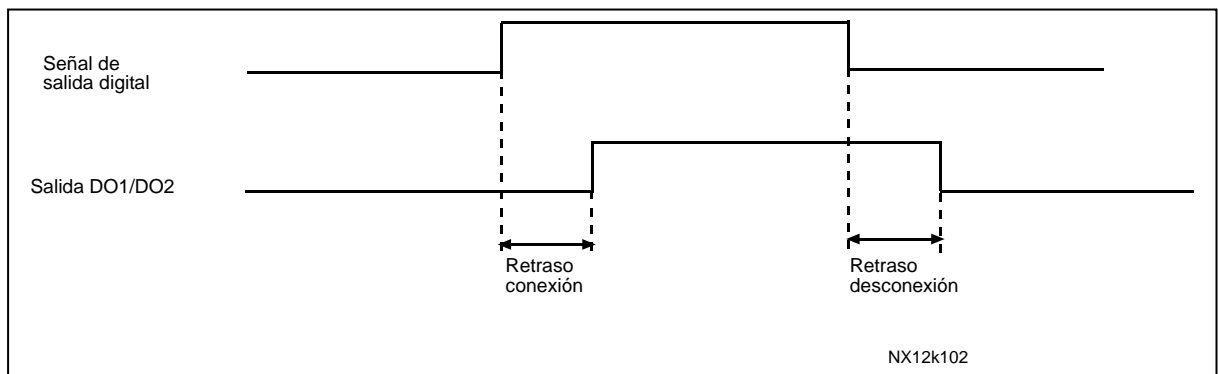 Señal de
salida digital
Salida DO1/DO2
Retraso
conexión
Retraso
desconexión
NX12k102